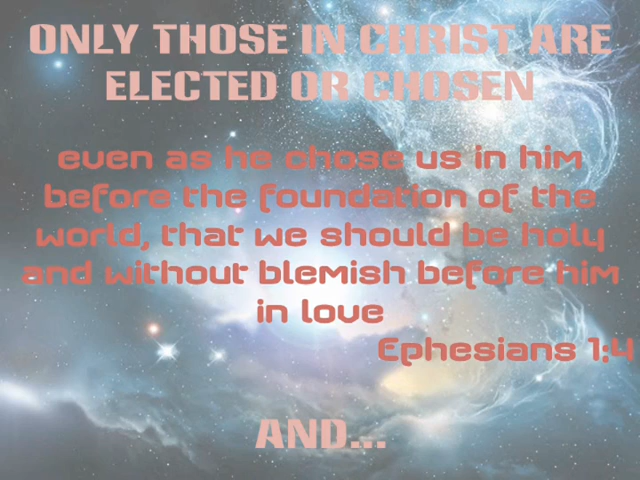 ONLY THOSE IN CHRIST ARE
ELECTED OR CHOSEN
even as he chose us in him
before the foundation of the
world, that we should be holy
and without blemish before him
in love
Ephesians 1:4
AND...